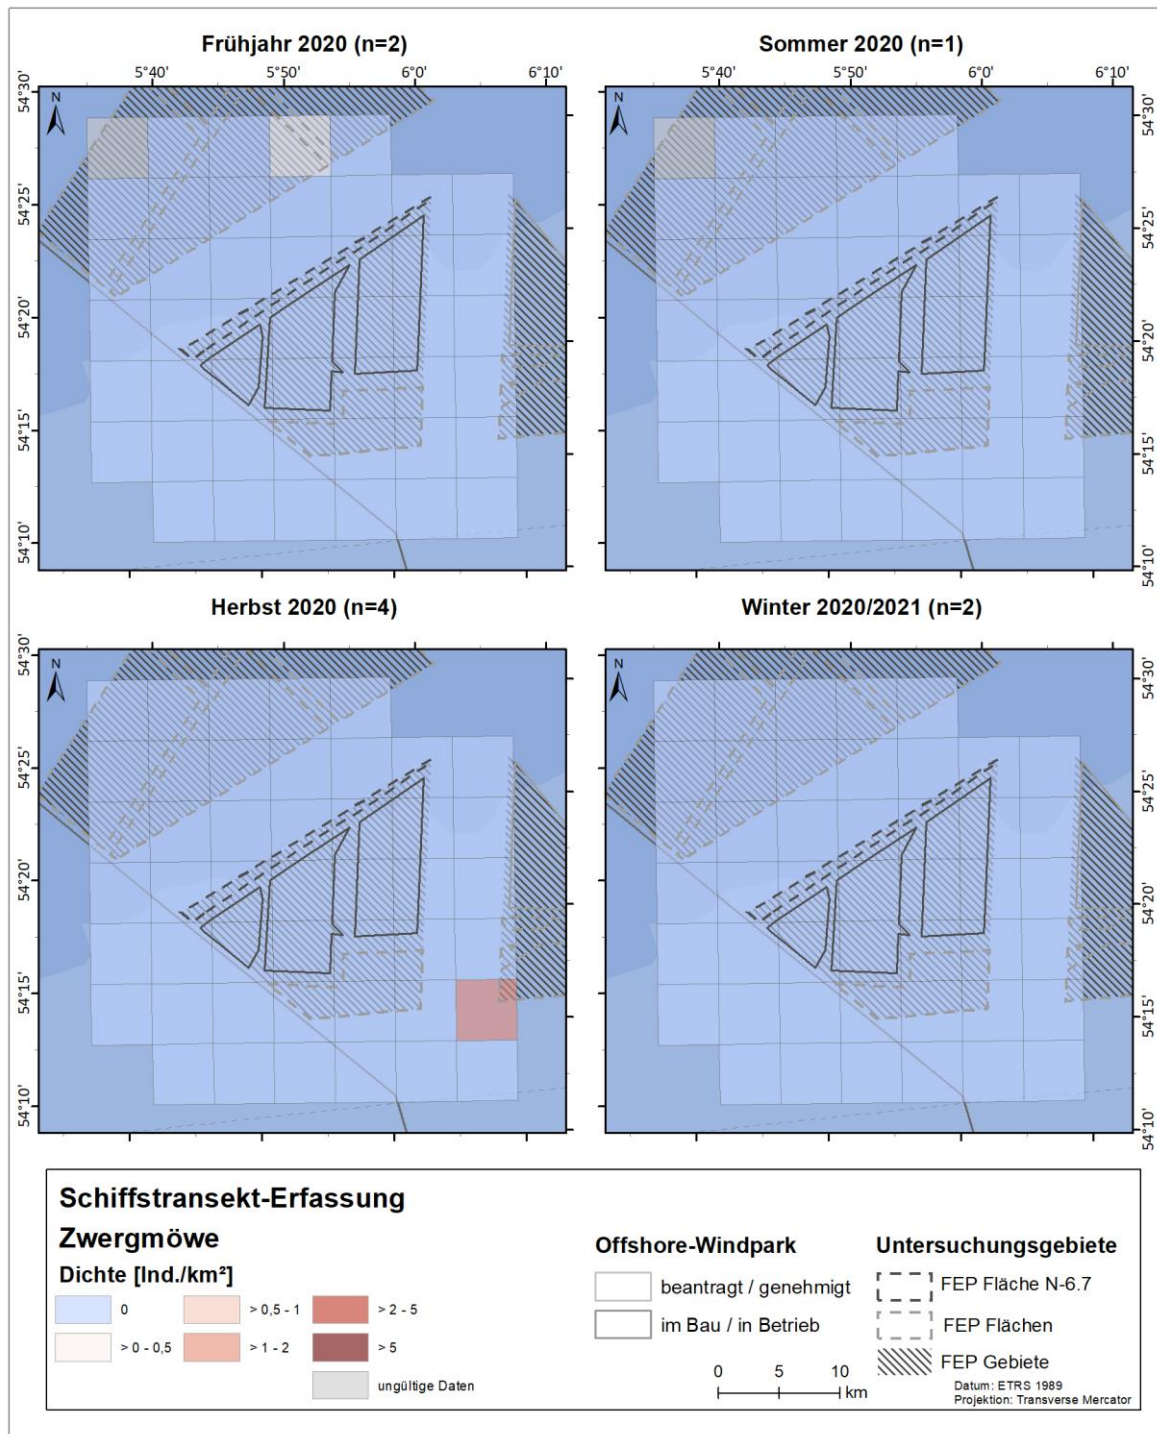 Frühjahr 2020 (n=2)
Sommer 2020 (n=1)
5°40' 5°50' 6°0' 6°10'
5°40' 5°50' 6°0' 6°10'
N
N
54°30'
54°25'
54°20'
54°15'
54°10'
54°30'
54°25'
54°20'
54°15'
54°10'
Herbst 2020 (n=4)
Winter 2020/2021 (n=2)
N
N
54°30'
54°25'
54°20'
54°15'
54°10'
54°30'
54°25'
54°20'
54°15'
54°10'
Schiffstransekt-Erfassung
Zwergmöwe
Dichte [Ind./km²]
0
> 0,5 - 1
> 2 - 5
> 0 - 0,5
> 1 - 2
> 5
ungültige Daten
Offshore-Windpark
beantragt / genehmigt
im Bau / in Betrieb
0 5 10
km
Untersuchungsgebiete
FEP Fläche N-6.7
FEP Flächen
FEP Gebiete
Datum: ETRS 1989
Projektion: Transverse Mercator